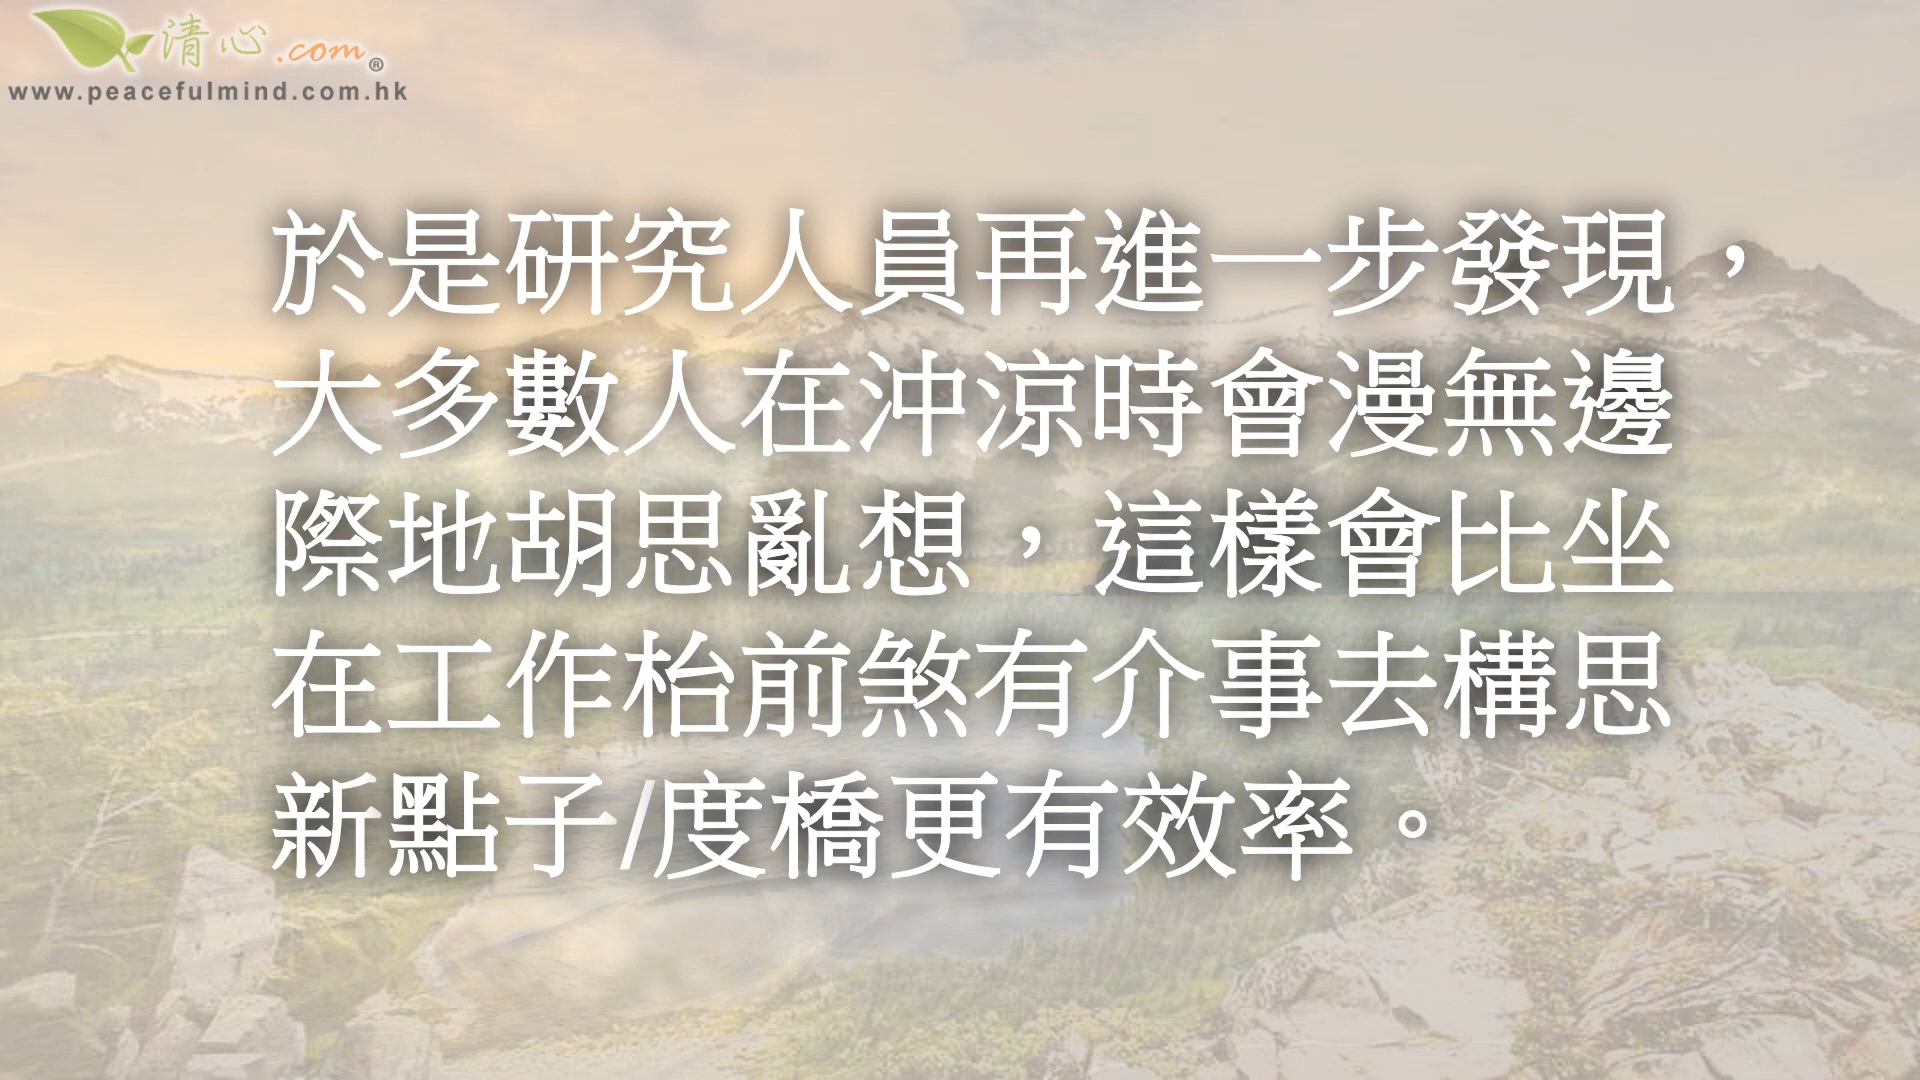 清心.com®
www.peacefulmind.com.hk
於是研究人員再進一步發現，
大多數人在沖涼時會漫無邊
際地胡思亂想，這樣會比坐
在工作枱前煞有介事去構思
新點子/度橋更有效率。